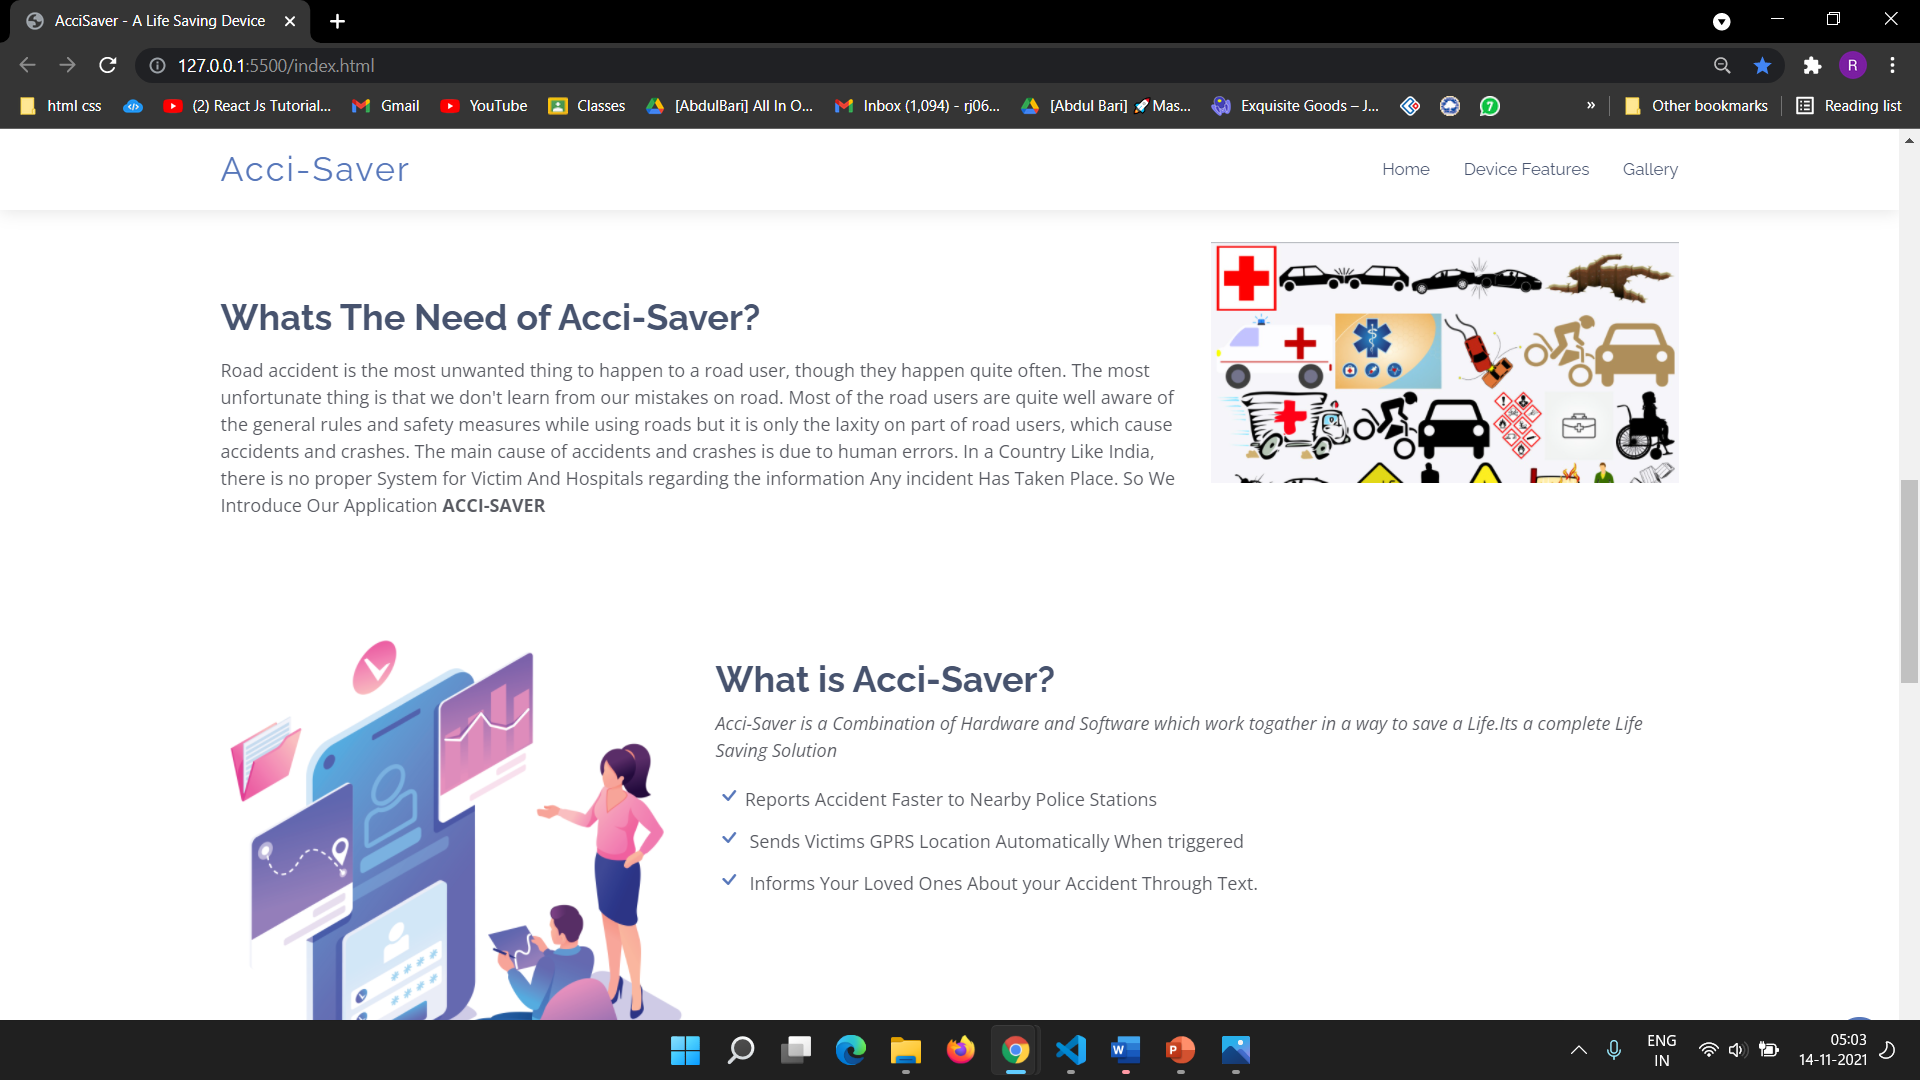 AcciSaver - A Life Saving Device
127.0.0.1:5500/index.html
R
html css
(2) React Js Tutorial...
Gmail
YouTube
Classes
[AbdulBari] All In O...
Inbox (1,094) - rj06...
[Abdul Bari] 🚀 Mas...
Exquisite Goods – J...
7
»
Other bookmarks
Reading list
Acci-Saver
Home
Device Features
Gallery
Whats The Need of Acci-Saver?
Road accident is the most unwanted thing to happen to a road user, though they happen quite often. The most
unfortunate thing is that we don't learn from our mistakes on road. Most of the road users are quite well aware of
the general rules and safety measures while using roads but it is only the laxity on part of road users, which cause
accidents and crashes. The main cause of accidents and crashes is due to human errors. In a Country Like India,
there is no proper System for Victim And Hospitals regarding the information Any incident Has Taken Place. So We
Introduce Our Application ACCI-SAVER
What is Acci-Saver?
Acci-Saver is a Combination of Hardware and Software which work togather in a way to save a Life.Its a complete Life
Saving Solution
Reports Accident Faster to Nearby Police Stations
Sends Victims GPRS Location Automatically When triggered
Informs Your Loved Ones About your Accident Through Text.
W
P
ENG
IN
05:03
14-11-2021